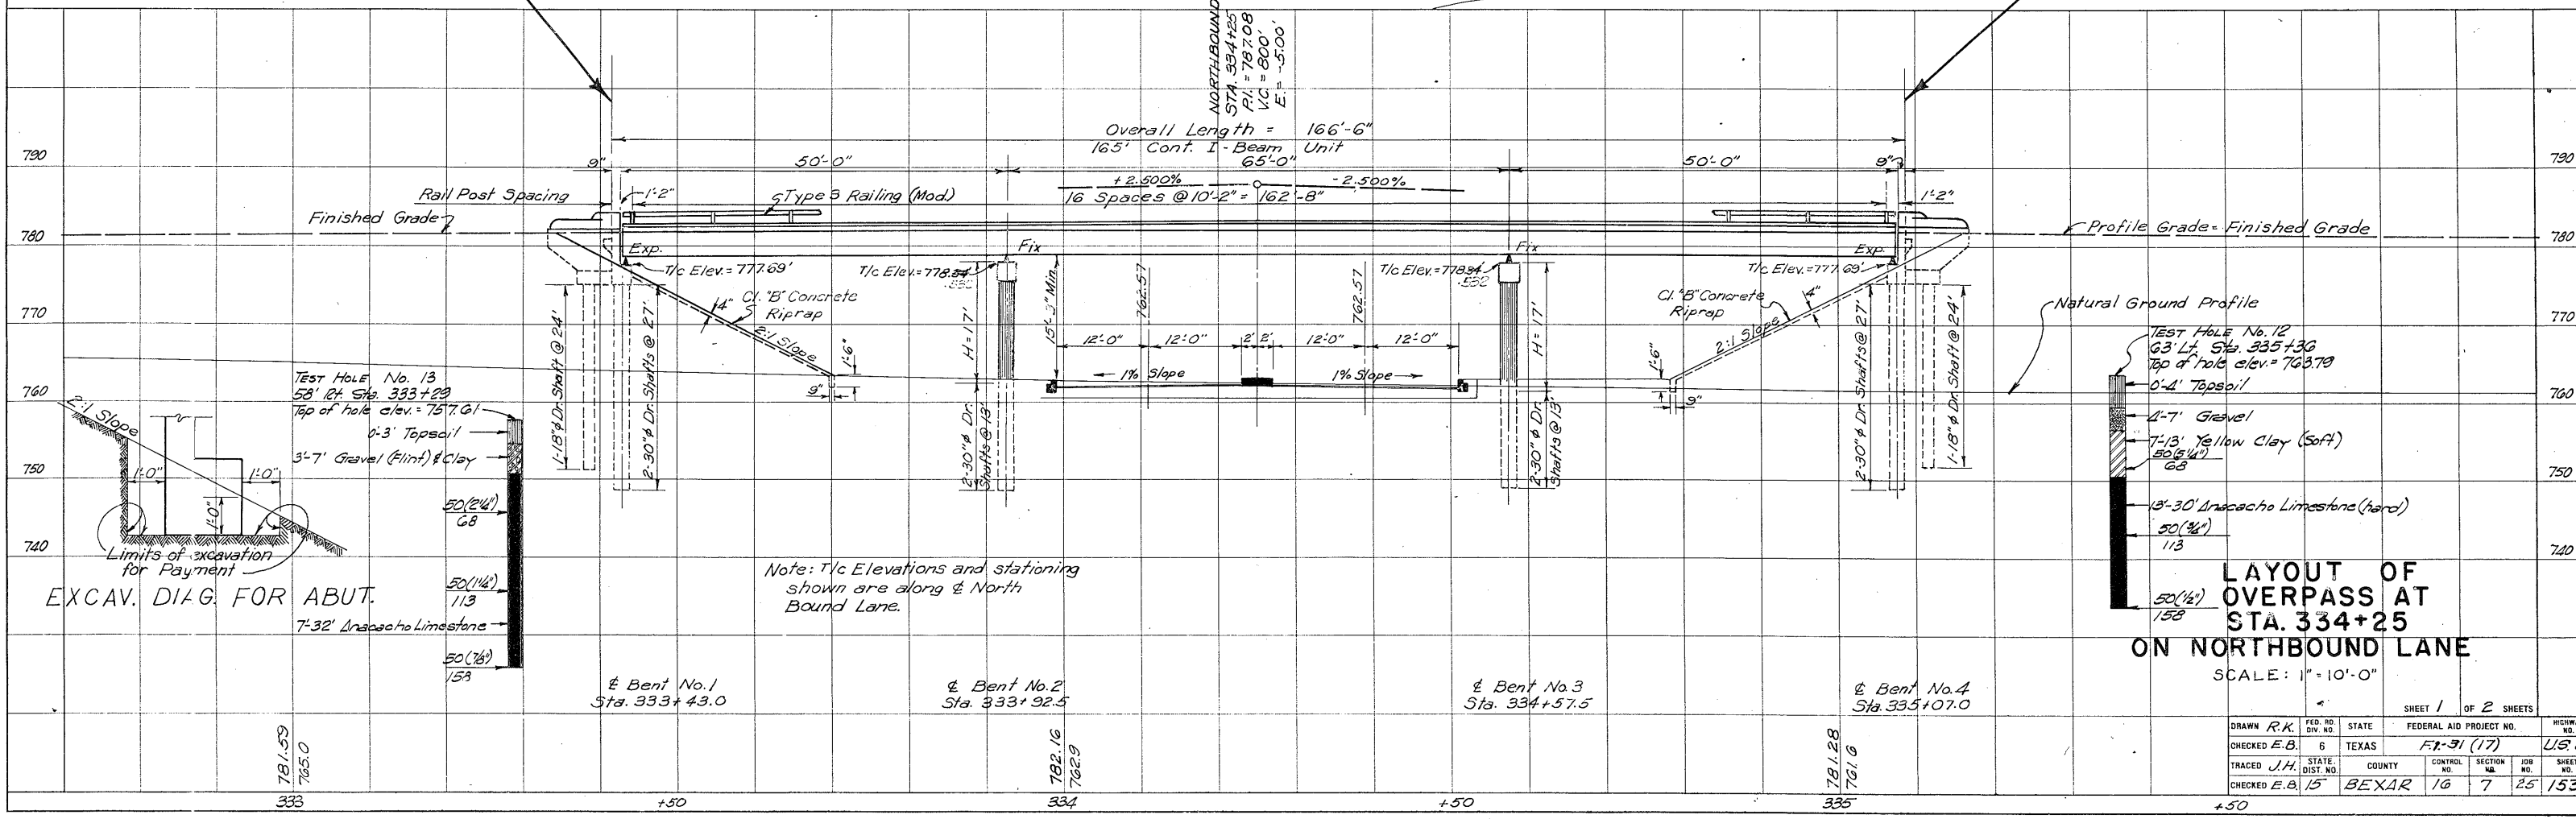 NORTHBOUND
STA. 334+25
P.I. = 787.08
V.C. = 800'
E. = -5.00'
Overall Length = 166'-6"
165' Cont. I-Beam Unit
9" 50'-0" 65'-0" 50'-0" 9"
790 790
+2.500% -2.500%
Rail Post Spacing 1'-2" Type B Railing (Mod.) 16 Spaces @ 10'-2" = 162'-8" 1'-2"
Finished Grade
Profile Grade = Finished Grade
780 780
Exp. Fix Fix Exp.
T/c Elev. = 777.69'
T/c Elev. = 778.34
T/c Elev. = 778.34
.532
T/c Elev. = 777.69'
4" Cl. "B" Concrete
Riprap
2:1 Slope
15'-3" Min.
762.57
762.57
Cl. "B" Concrete
Riprap
4"
2:1 Slope
Natural Ground Profile
770 770
1-18"ϕ Dr. Shaft @ 24'
2-30"ϕ Dr. Shafts @ 27'
H = 17'
12'-0" 12'-0" 2' 2' 12'-0" 12'-0"
H = 17'
2-30"ϕ Dr. Shafts @ 27'
1-18"ϕ Dr. Shaft @ 24'
1'-6"
9"
1% Slope 1% Slope
1'-6"
9"
2-30"ϕ Dr.
Shafts @ 13'
2-30"ϕ Dr.
Shafts @ 13'
TEST HOLE No. 13
58' Rt. Sta. 333+29
Top of hole elev. = 757.61
0-3' Topsoil
3'-7' Gravel (Flint) & Clay
50(2¼")
68
50(1¼")
113
7'-32' Anacacho Limestone
50(7/8")
158
TEST HOLE No. 12
63' Lt. Sta. 335+36
Top of hole elev. = 763.79
0'-4' Topsoil
4'-7' Gravel
7'-13' Yellow Clay (Soft)
50(5¼")
68
13'-30' Anacacho Limestone (hard)
50(¾")
113
50(½")
158
760 760
2:1 Slope
750 750
1'-0" 1'-0"
1'-0"
740 740
Limits of excavation
for Payment
EXCAV. DIAG. FOR ABUT.
Note: T/c Elevations and stationing
shown are along ℄ North
Bound Lane.
LAYOUT OF
OVERPASS AT
STA. 334+25
ON NORTHBOUND LANE
SCALE: 1" = 10'-0"
℄ Bent No. 1
Sta. 333+43.0
℄ Bent No. 2
Sta. 333+92.5
℄ Bent No. 3
Sta. 334+57.5
℄ Bent No. 4
Sta. 335+07.0
SHEET 1 OF 2 SHEETS
781.59
765.0
782.16
762.9
781.28
761.6
DRAWN R.K. FED. RD. DIV. NO. STATE FEDERAL AID PROJECT NO. HIGHW. NO.
CHECKED E.B. 6 TEXAS (17) U.S.
TRACED J.H. STATE DIST. NO. COUNTY CONTROL NO. SECTION NO. JOB NO. SHEET NO.
CHECKED E.B. 15 BEXAR 16 7 25 153
333 +50 334 +50 335 +50